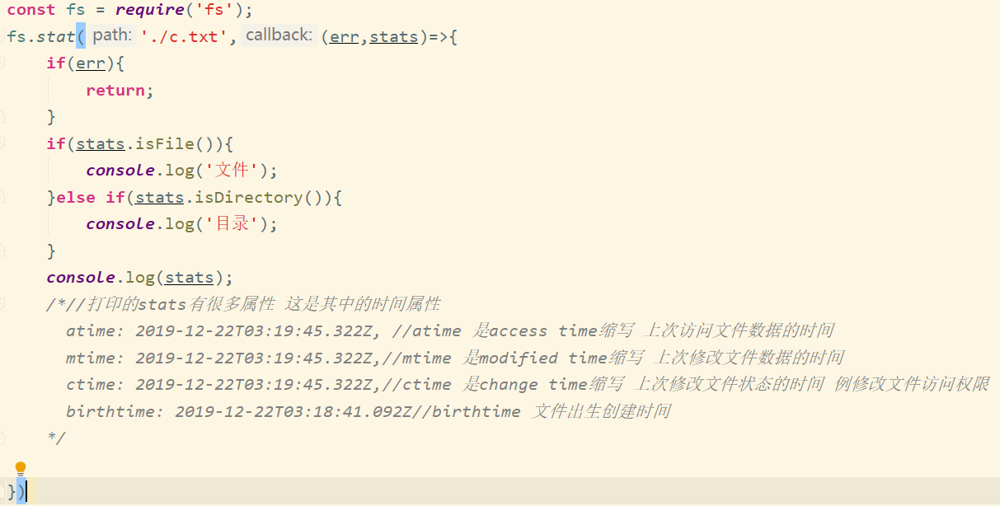 const fs = require('fs');
fs.stat( path: './c.txt', callback: (err,stats)=>{
    if(err){
        return;
    }
    if(stats.isFile()){
        console.log('文件');
    }else if(stats.isDirectory()){
        console.log('目录');
    }
    console.log(stats);
    /*//打印的stats有很多属性 这是其中的时间属性
      atime: 2019-12-22T03:19:45.322Z, //atime 是access time缩写 上次访问文件数据的时间
      mtime: 2019-12-22T03:19:45.322Z,//mtime 是modified time缩写 上次修改文件数据的时间
      ctime: 2019-12-22T03:19:45.322Z,//ctime 是change time缩写 上次修改文件状态的时间 例修改文件访问权限
      birthtime: 2019-12-22T03:18:41.092Z//birthtime 文件出生创建时间
    */
})